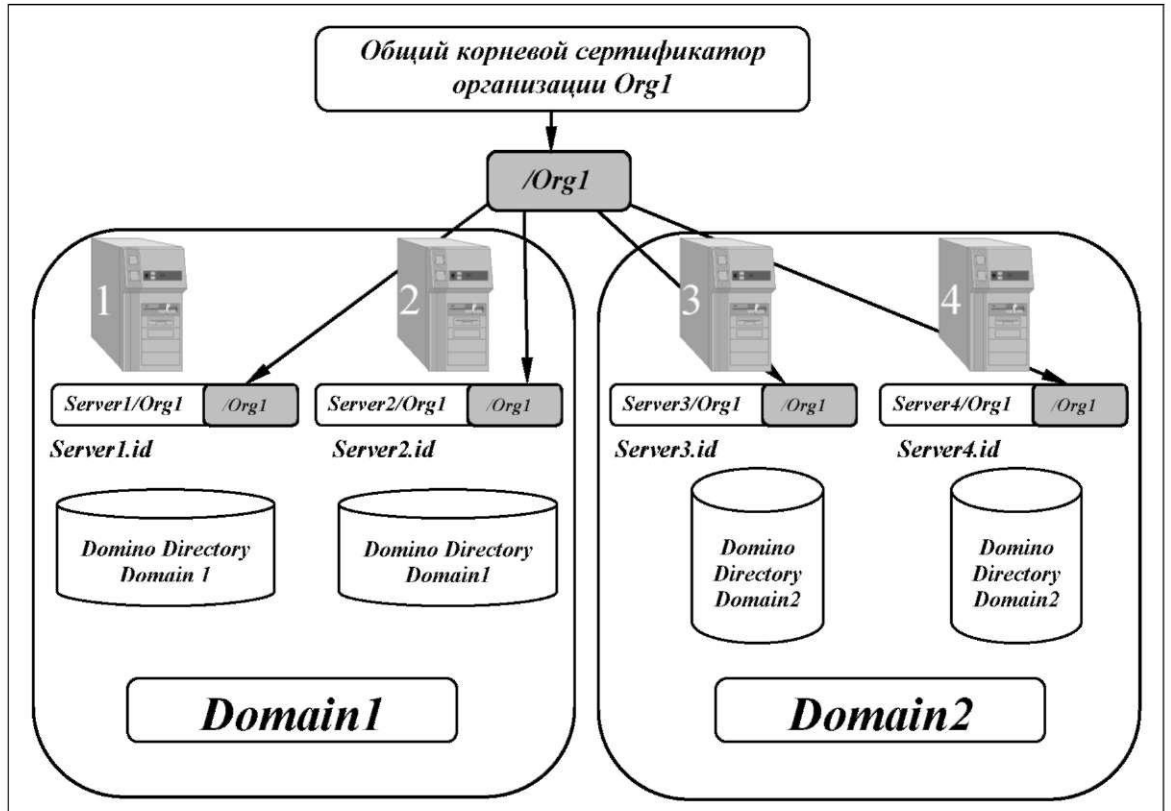 Общий корневой сертификатор
организации Org1
/Org1
1
2
3
4
Server1/Org1 /Org1
Server2/Org1 /Org1
Server3/Org1 /Org1
Server4/Org1 /Org1
Server1.id
Server2.id
Server3.id
Server4.id
Domino Directory
Domain 1
Domino Directory
Domain1
Domino
Directory
Domain2
Domino
Directory
Domain2
Domain1
Domain2